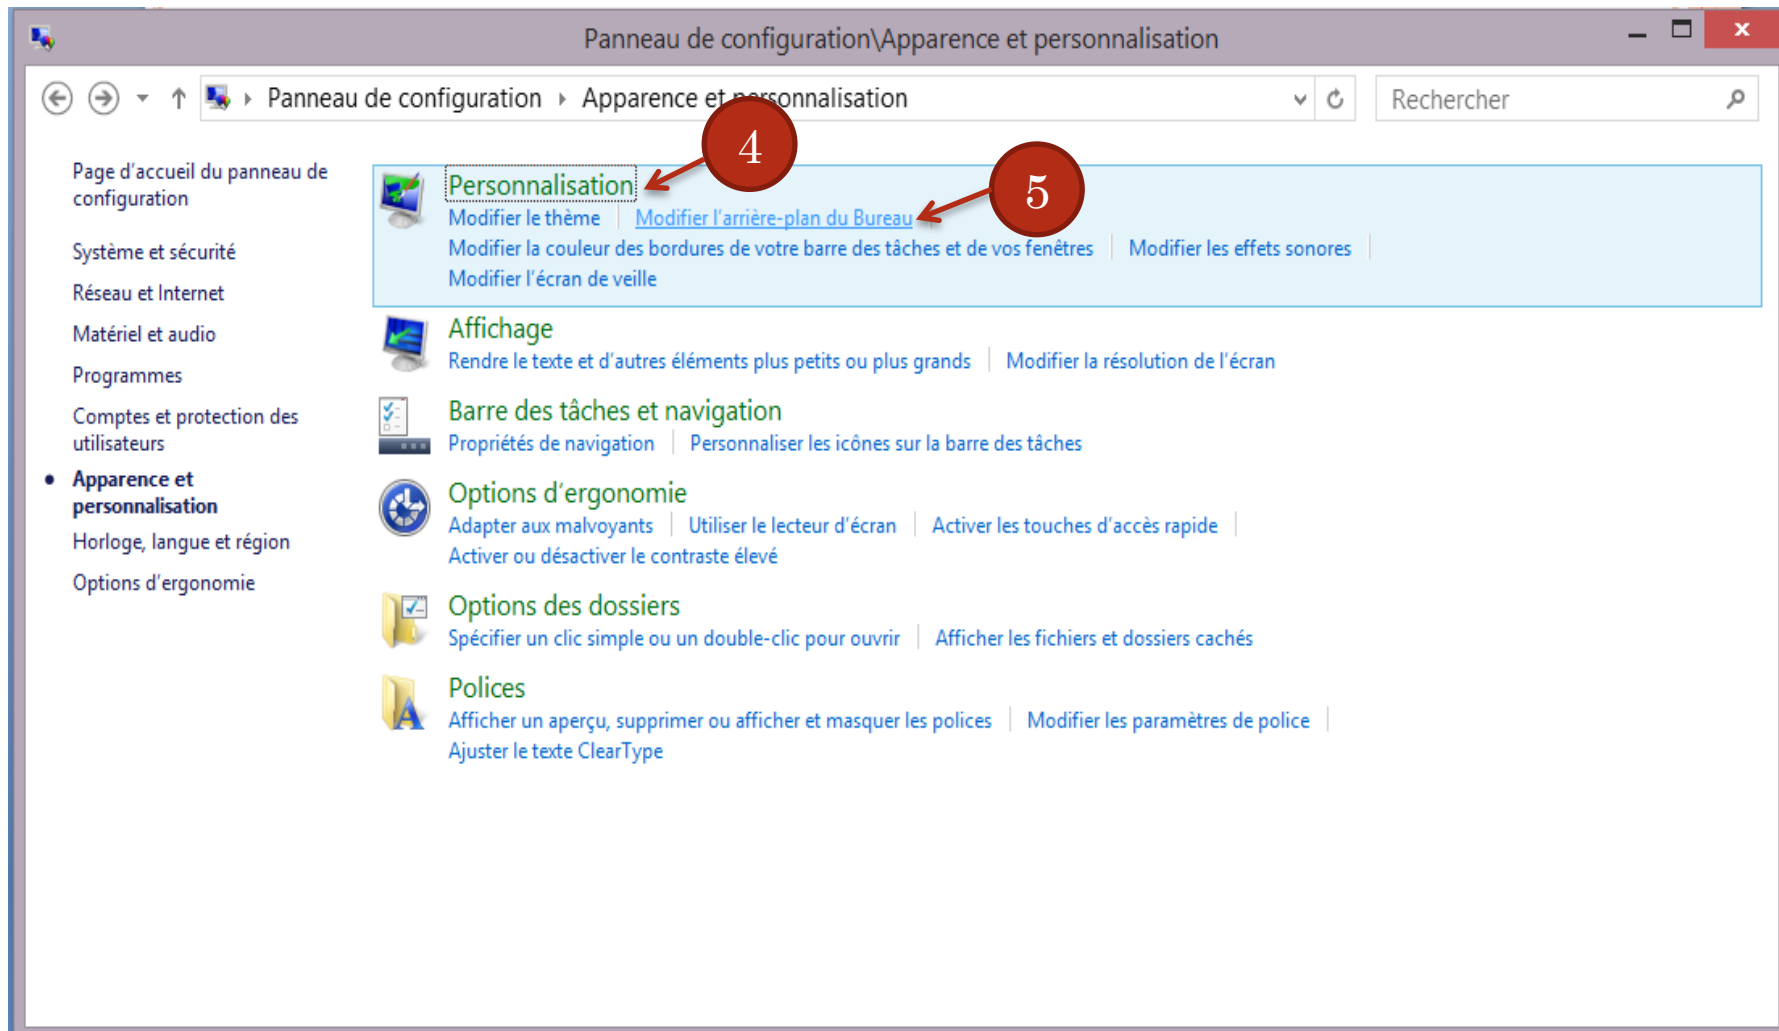 Panneau de configuration\Apparence et personnalisation
Panneau de configuration Apparence et personnalisation
Rechercher
4
5
Page d'accueil du panneau de
configuration
Système et sécurité
Réseau et Internet
Matériel et audio
Programmes
Comptes et protection des
utilisateurs
Apparence et
personnalisation
Horloge, langue et région
Options d'ergonomie
Personnalisation
Modifier le thème Modifier l'arrière-plan du Bureau
Modifier la couleur des bordures de votre barre des tâches et de vos fenêtres Modifier les effets sonores
Modifier l'écran de veille
Affichage
Rendre le texte et d'autres éléments plus petits ou plus grands Modifier la résolution de l'écran
Barre des tâches et navigation
Propriétés de navigation Personnaliser les icônes sur la barre des tâches
Options d'ergonomie
Adapter aux malvoyants Utiliser le lecteur d'écran Activer les touches d'accès rapide
Activer ou désactiver le contraste élevé
Options des dossiers
Spécifier un clic simple ou un double-clic pour ouvrir Afficher les fichiers et dossiers cachés
Polices
Afficher un aperçu, supprimer ou afficher et masquer les polices Modifier les paramètres de police
Ajuster le texte ClearType